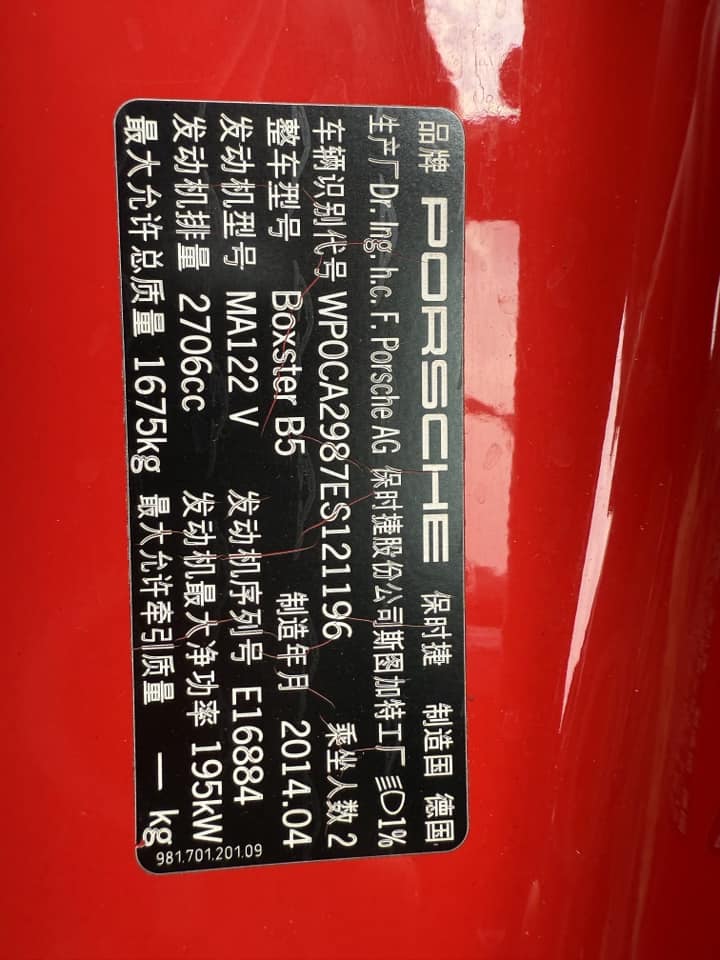 品牌 PORSCHE 保时捷 制造国 德国
生产厂 Dr. Ing. h.c. F. Porsche AG 保时捷股份公司斯图加特工厂 1%
车辆识别代号 WP0CA2987ES121196 乘坐人数 2
整车型号 Boxster B5 制造年月 2014.04
发动机型号 MA122 V 发动机序列号 E16884
发动机排量 2706cc 发动机最大净功率 195kW
最大允许总质量 1675kg 最大允许牵引质量 — kg
981.701.201.09